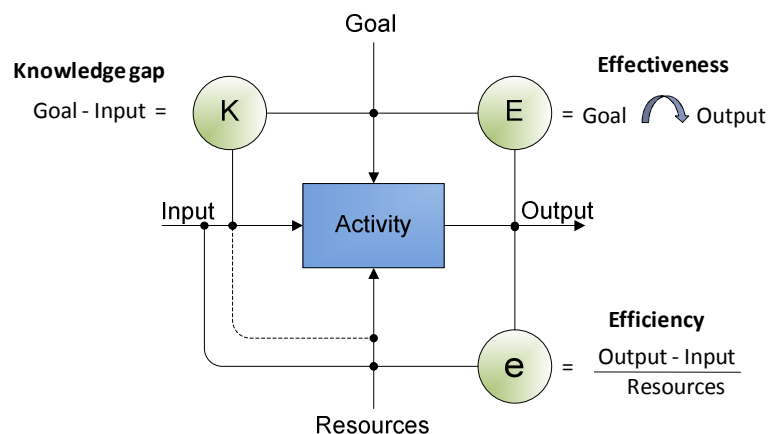 Goal
Knowledge gap
Effectiveness
Goal - Input =
K
E
= Goal Output
Input
Activity
Output
Efficiency
e
=
Output - Input
Resources
Resources